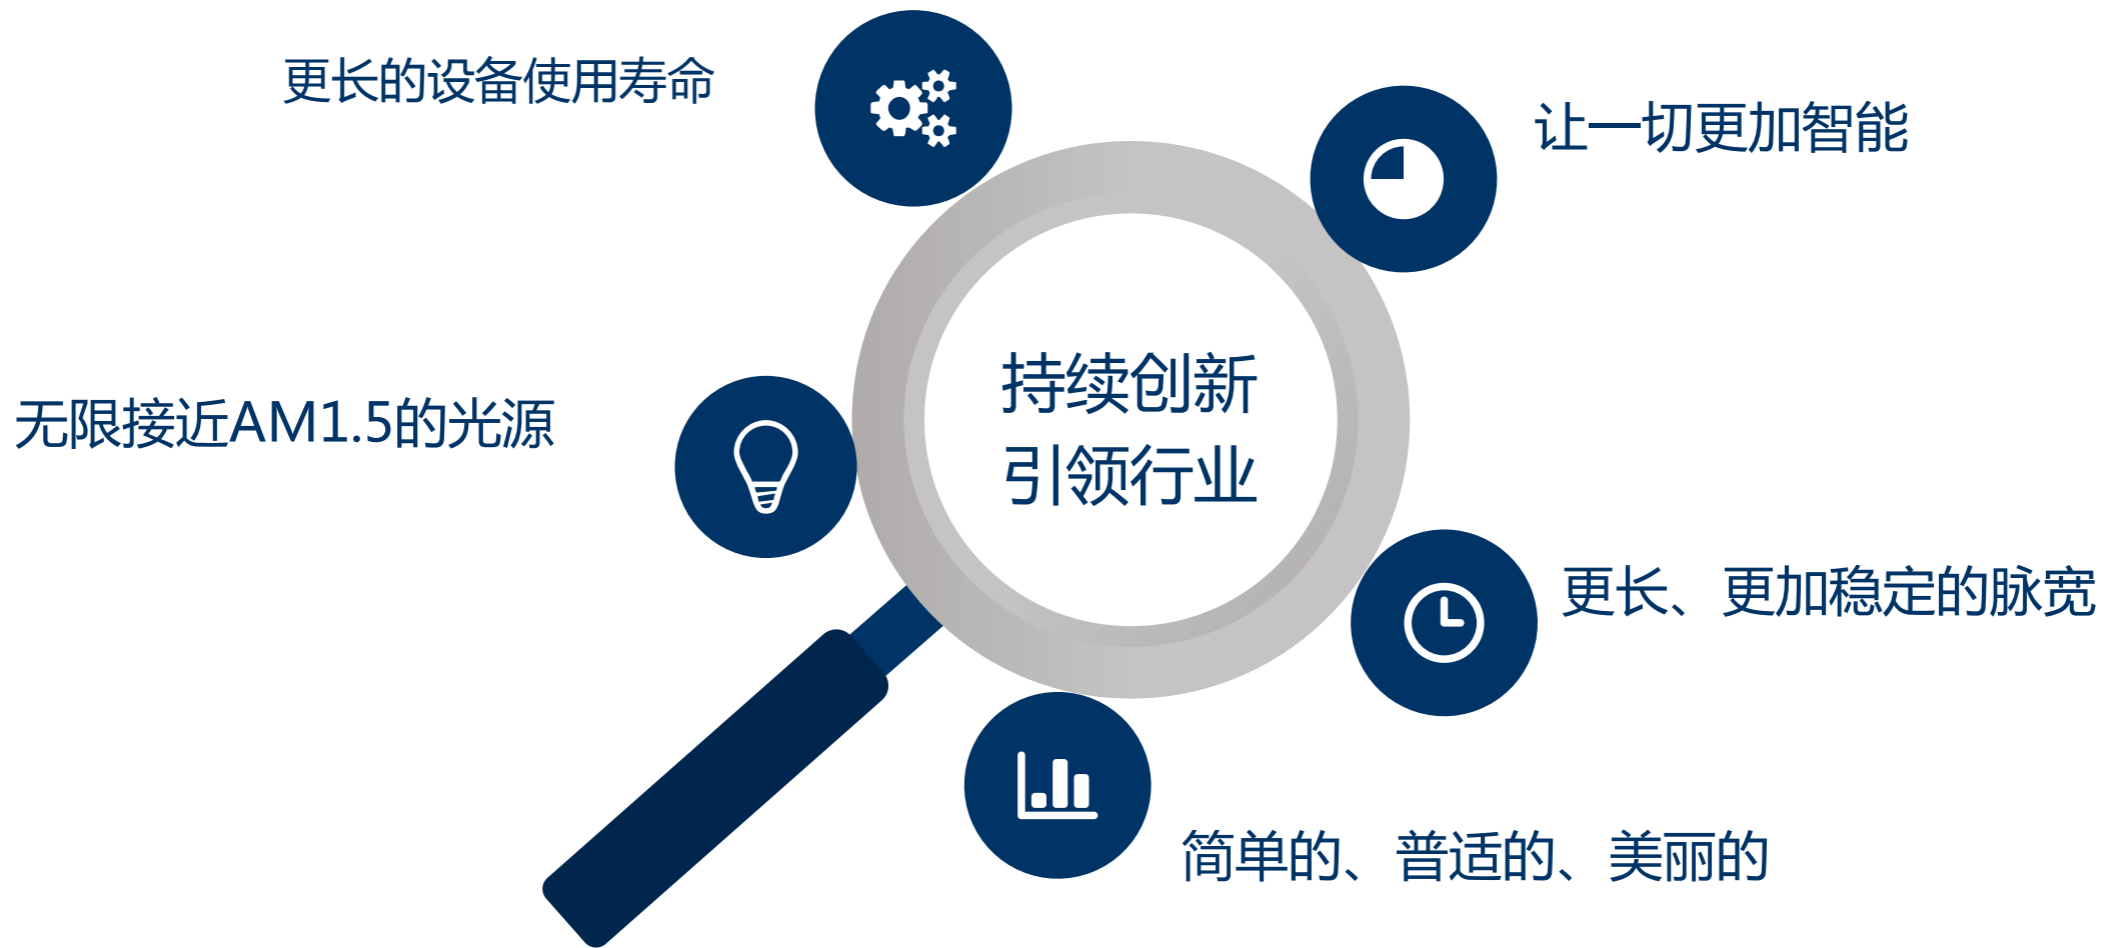 更长的设备使用寿命
让一切更加智能
持续创新
引领行业
无限接近AM1.5的光源
更长、更加稳定的脉宽
简单的、普适的、美丽的